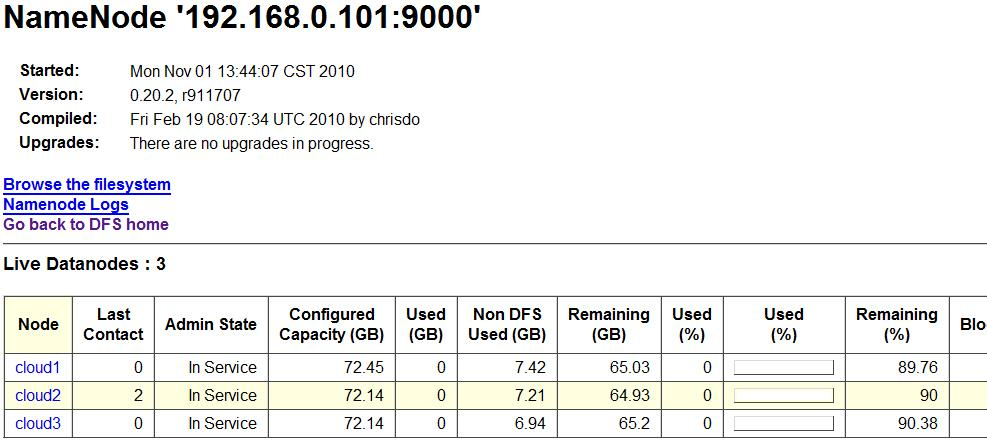 NameNode '192.168.0.101:9000'
Started: Mon Nov 01 13:44:07 CST 2010
Version: 0.20.2, r911707
Compiled: Fri Feb 19 08:07:34 UTC 2010 by chrisdo
Upgrades: There are no upgrades in progress.
Browse the filesystem
Namenode Logs
Go back to DFS home
Live Datanodes : 3
Node Last Contact Admin State Configured Capacity (GB) Used (GB) Non DFS Used (GB) Remaining (GB) Used (%) Used (%) Remaining (%) Blo
cloud1 0 In Service 72.45 0 7.42 65.03 0 89.76
cloud2 2 In Service 72.14 0 7.21 64.93 0 90
cloud3 0 In Service 72.14 0 6.94 65.2 0 90.38